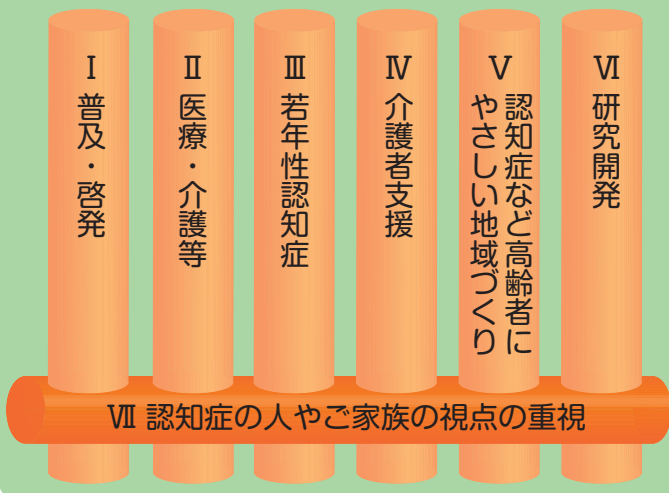 Ⅰ 普及・啓発
Ⅱ 医療・介護等
Ⅲ 若年性認知症
Ⅳ 介護者支援
Ⅴ 認知症など高齢者に
やさしい地域づくり
Ⅵ 研究開発
Ⅶ 認知症の人やご家族の視点の重視